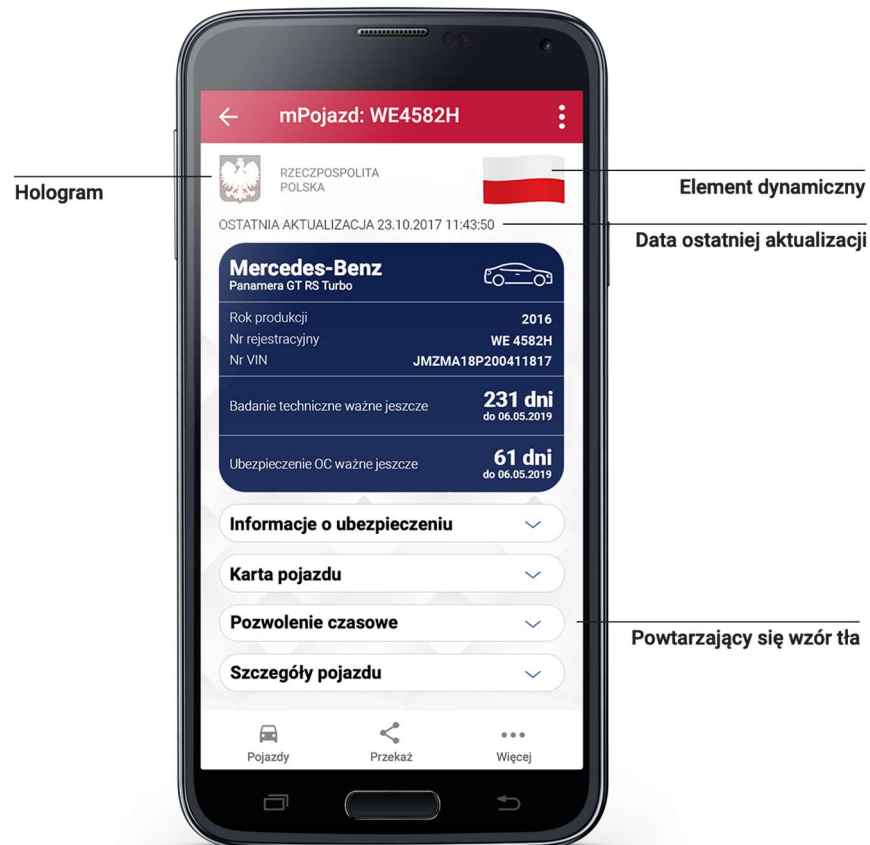 mPojazd: WE4582H
RZECZPOSPOLITA
POLSKA
Hologram
Element dynamiczny
OSTATNIA AKTUALIZACJA 23.10.2017 11:43:50
Data ostatniej aktualizacji
Mercedes-Benz
Panamera GT RS Turbo
Rok produkcji 2016
Nr rejestracyjny WE 4582H
Nr VIN JMZMA18P200411817
Badanie techniczne ważne jeszcze 231 dni
do 06.05.2019
Ubezpieczenie OC ważne jeszcze 61 dni
do 06.05.2019
Informacje o ubezpieczeniu
Karta pojazdu
Pozwolenie czasowe
Powtarzający się wzór tła
Szczegóły pojazdu
Pojazdy Przekaż Więcej